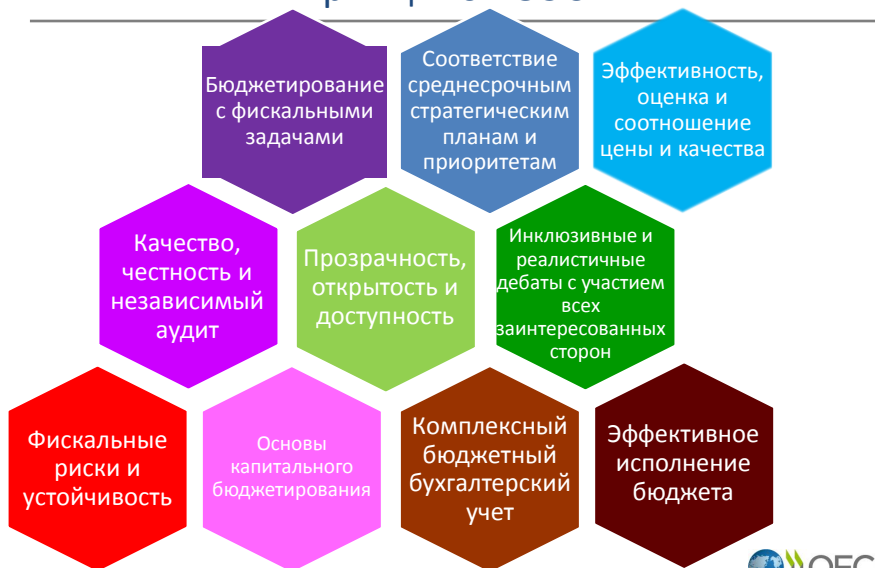 Бюджетирование
с фискальными
задачами
Соответствие
среднесрочным
стратегическим
планам и
приоритетам
Эффективность,
оценка и
соотношение
цены и качества
Качество,
честность и
независимый
аудит
Прозрачность,
открытость и
доступность
Инклюзивные и
реалистичные
дебаты с участием
всех
заинтересованных
сторон
Фискальные
риски и
устойчивость
Основы
капитального
бюджетирования
Комплексный
бюджетный
бухгалтерский
учет
Эффективное
исполнение
бюджета